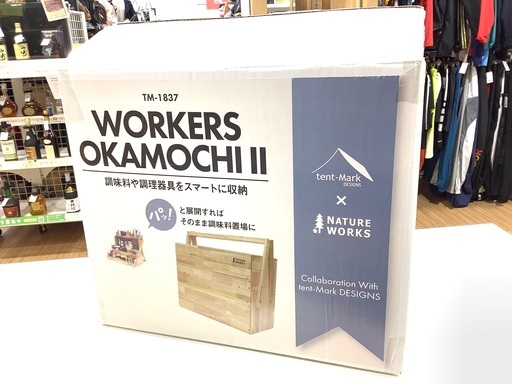 TM-1837
WORKERS
OKAMOCHI II
調味料や調理器具をスマートに収納
パッ!
と展開すれば
そのまま調味料置場に
tent-Mark
DESIGNS
×
NATURE
WORKS
Collaboration With
tent-Mark DESIGNS